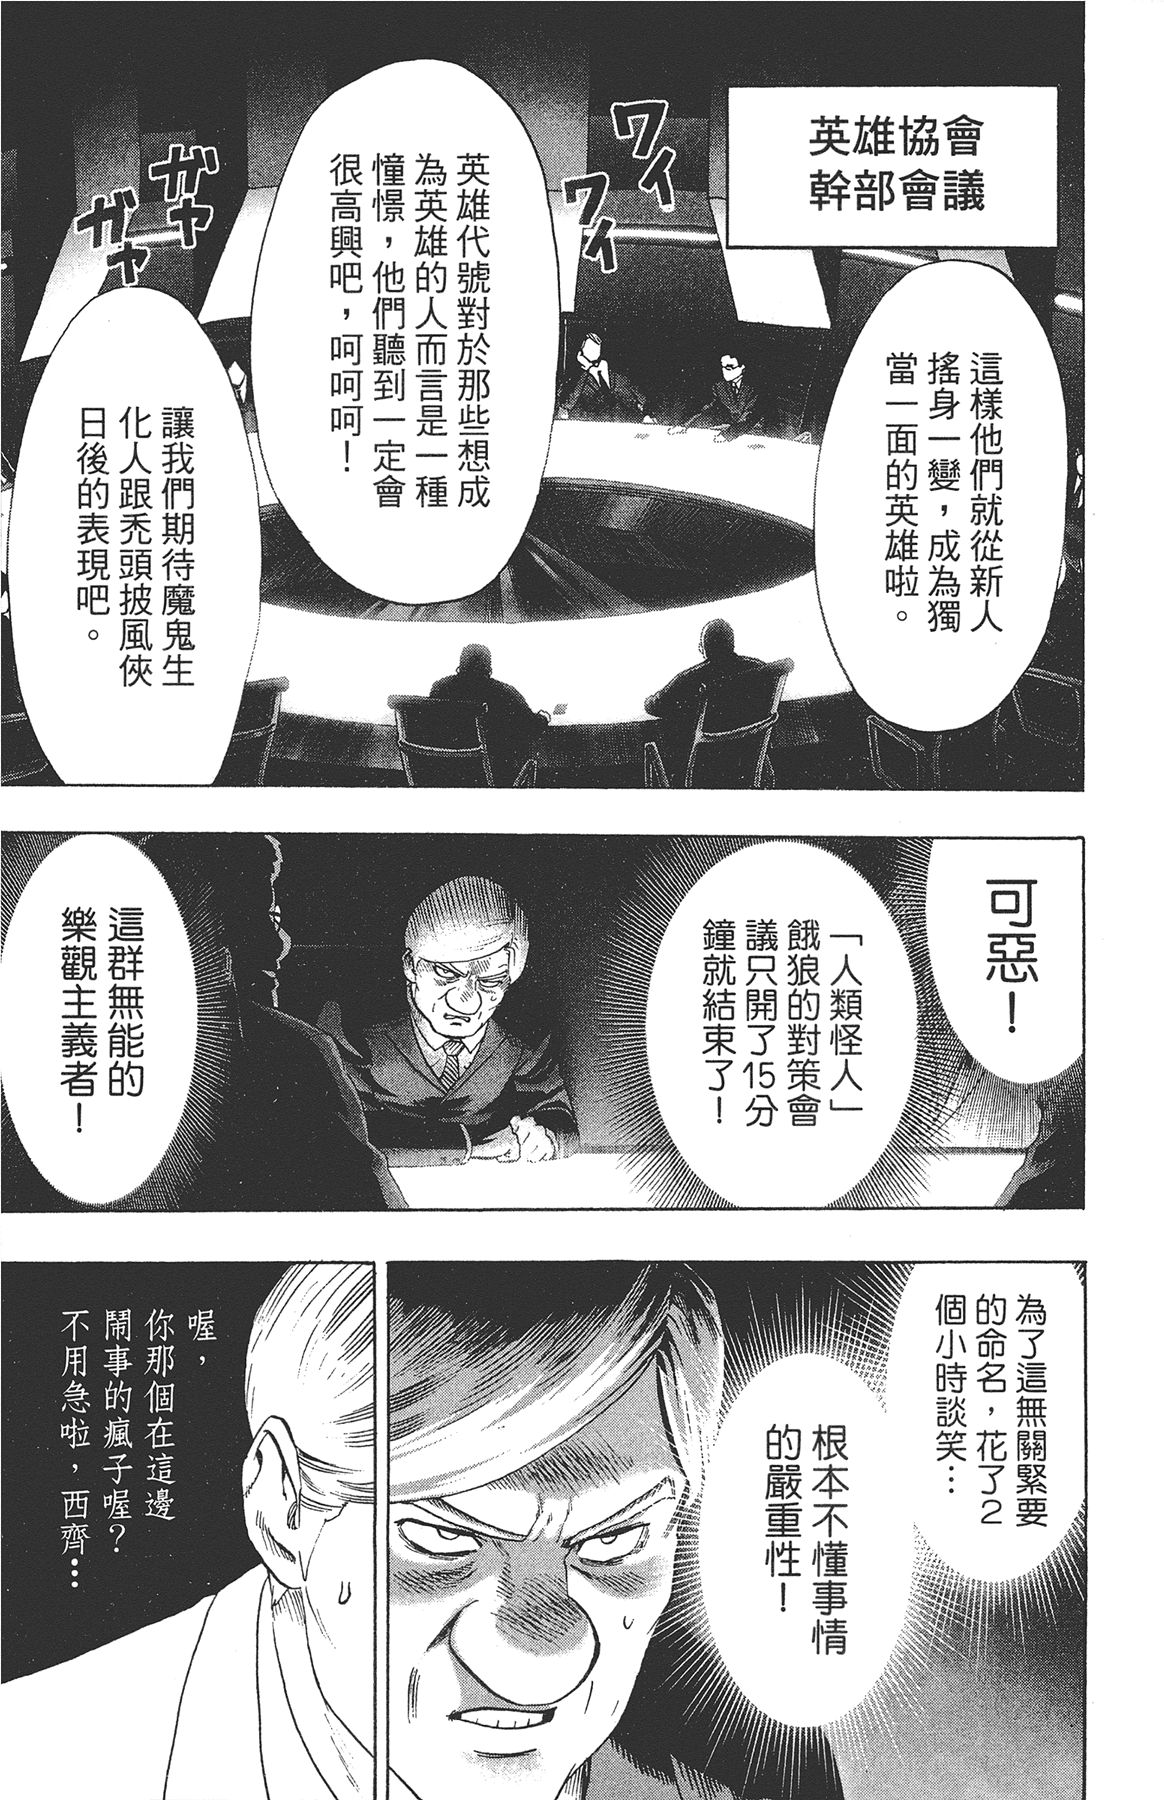 英雄協會
幹部會議
這樣他們就從新人
搖身一變，成為獨
當一面的英雄啦。
ワイ
ワイ
英雄代號對於那些想成
為英雄的人而言是一種
憧憬，他們聽到一定會
很高興吧，呵呵呵！
ガヤ
ガヤ
讓我們期待魔鬼生
化人跟禿頭披風俠
日後的表現吧。
可惡！
「人類怪人」
餓狼的對策會
議只開了15分
鐘就結束了！
這群無能的
樂觀主義者！
為了這無關緊要
的命名，花了2
個小時談笑…
根本不懂事情
的嚴重性！
喔，
你那個在這邊
鬧事的瘋子喔？
不用急啦，西齊…